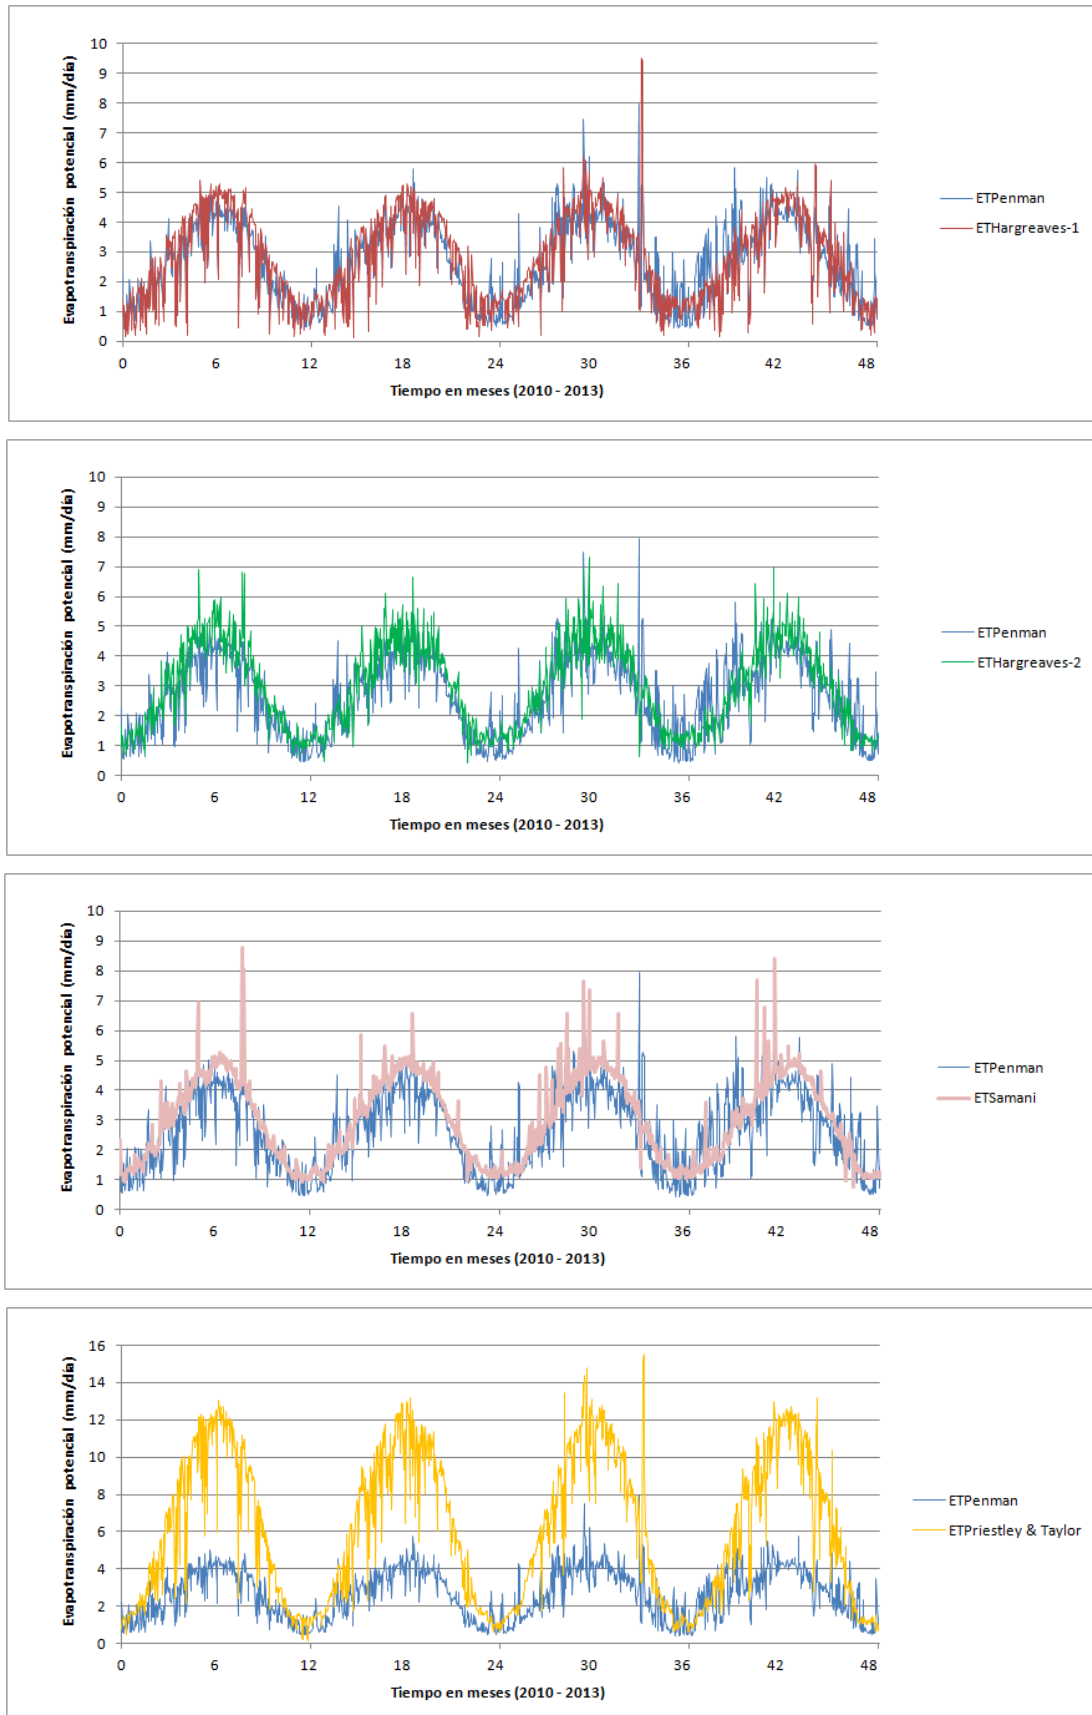 Evapotranspiración potencial (mm/día)
10
9
8
7
6
5
4
3
2
1
0
0 6 12 18 24 30 36 42 48
Tiempo en meses (2010 - 2013)
ETPenman
ETHargreaves-1
Evapotranspiración potencial (mm/día)
10
9
8
7
6
5
4
3
2
1
0
0 6 12 18 24 30 36 42 48
Tiempo en meses (2010 - 2013)
ETPenman
ETHargreaves-2
Evapotranspiración potencial (mm/día)
10
9
8
7
6
5
4
3
2
1
0
0 6 12 18 24 30 36 42 48
Tiempo en meses (2010 - 2013)
ETPenman
ETSamani
Evapotranspiración potencial (mm/día)
16
14
12
10
8
6
4
2
0
0 6 12 18 24 30 36 42 48
Tiempo en meses (2010 - 2013)
ETPenman
ETPriestley & Taylor